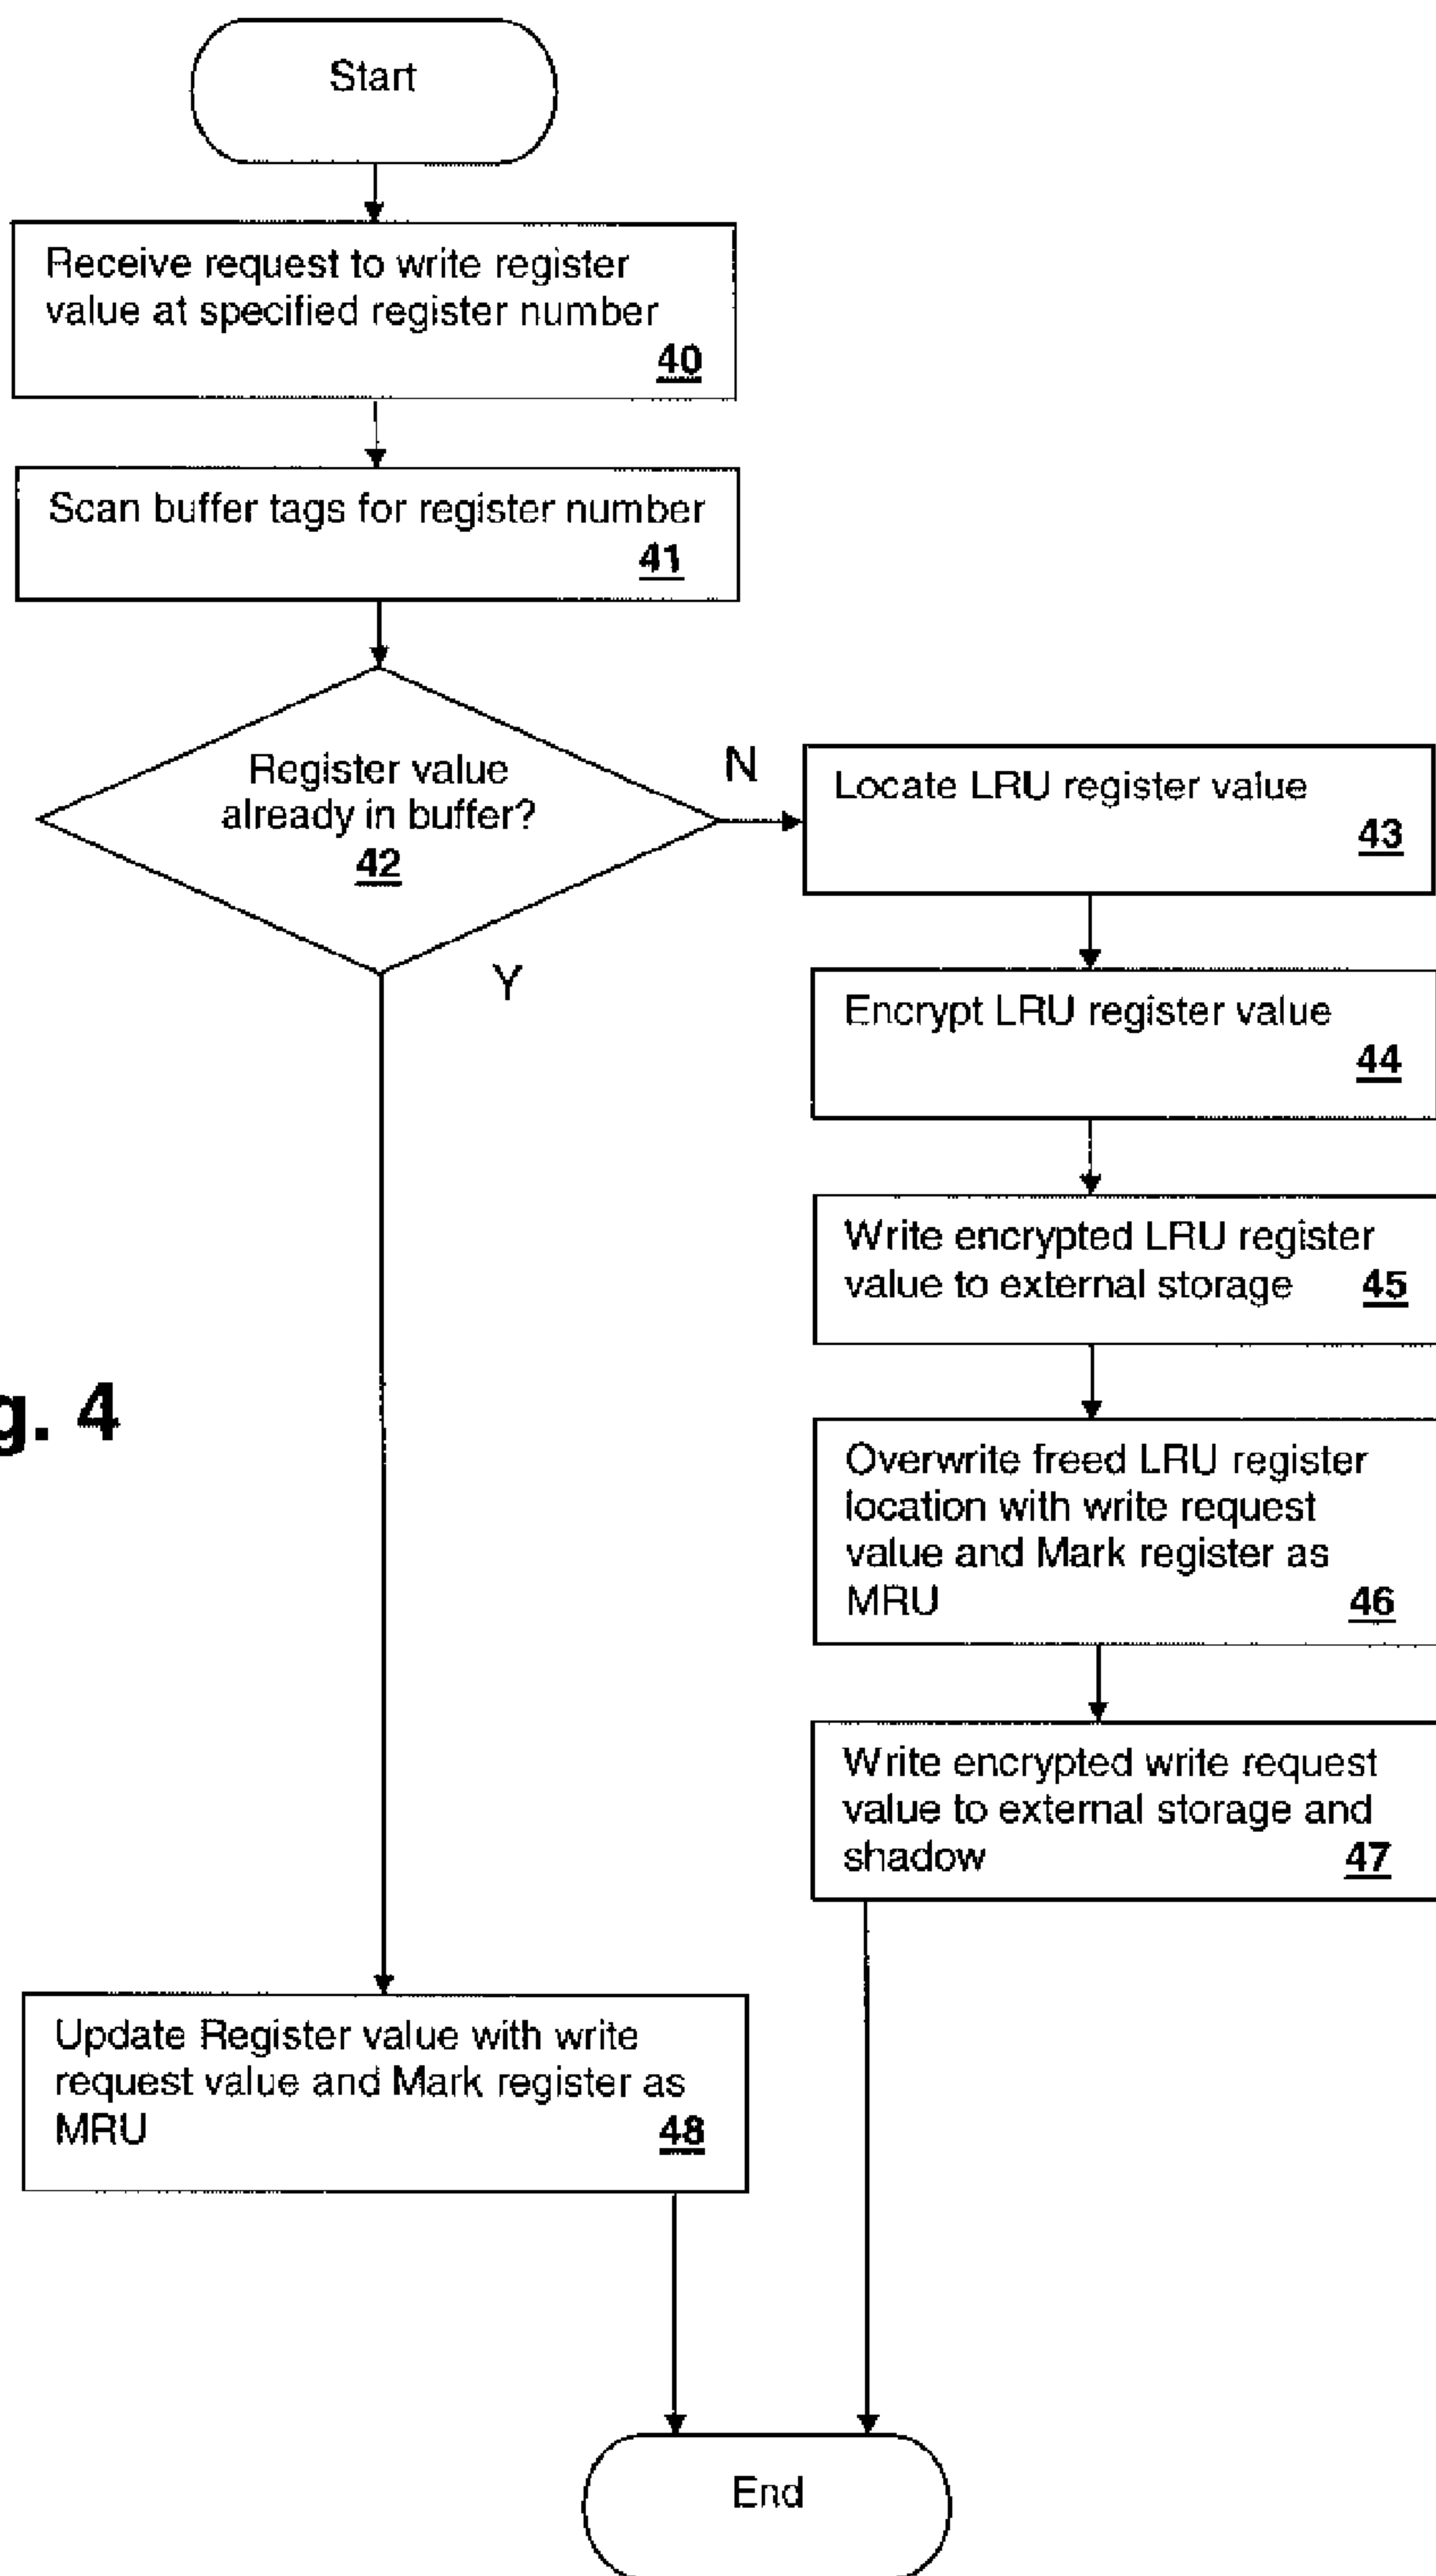 Start
Receive request to write register
value at specified register number
40
Scan buffer tags for register number
41
Register value
already in buffer?
42
N
Y
Locate LRU register value
43
Encrypt LRU register value
44
Write encrypted LRU register
value to external storage 45
Overwrite freed LRU register
location with write request
value and Mark register as
MRU 46
Write encrypted write request
value to external storage and
shadow 47
g. 4
Update Register value with write
request value and Mark register as
MRU 48
End